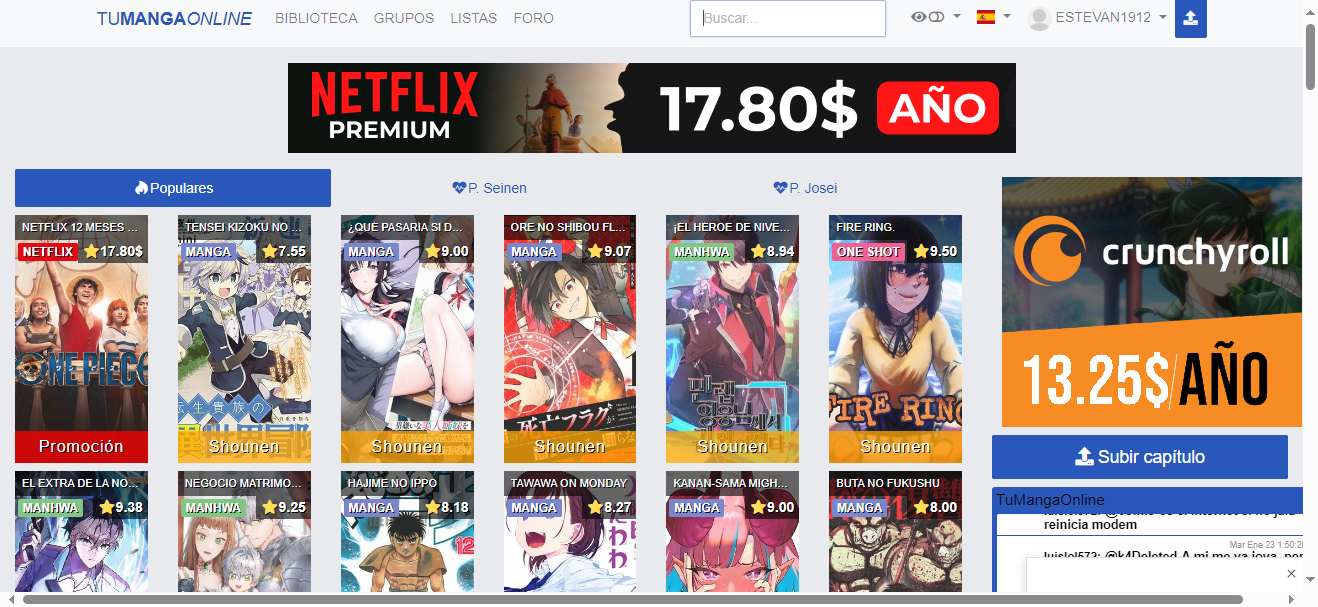 TUMANGAONLINE BIBLIOTECA GRUPOS LISTAS FORO Buscar... ESTEVAN1912
NETFLIX
PREMIUM
17.80$ AÑO
Populares P. Seinen P. Josei
NETFLIX 12 MESES ...
NETFLIX 17.80$
ONE PIECE
Promoción
TENSEI KIZOKU NO ...
MANGA 7.55
Shounen
¿QUE PASARIA SI D...
MANGA 9.00
Shounen
ORE NO SHIBOU FL...
MANGA 9.07
Shounen
¡EL HEROE DE NIVE...
MANHWA 8.94
Shounen
FIRE RING.
ONE SHOT 9.50
FIRE RING
Shounen
EL EXTRA DE LA NO...
MANHWA 9.38
NEGOCIO MATRIMO...
MANHWA 9.25
HAJIME NO IPPO
MANGA 8.18
TAWAWA ON MONDAY
MANGA 8.27
KANAN-SAMA MIGH...
MANGA 9.00
BUTA NO FUKUSHU
MANGA 8.00
crunchyroll
13.25$/AÑO
Subir capítulo
TuMangaOnline
reinicia modem
Mar Ene 23 1:50:2
luislol572: @k4Deleted A mi me va joya, por